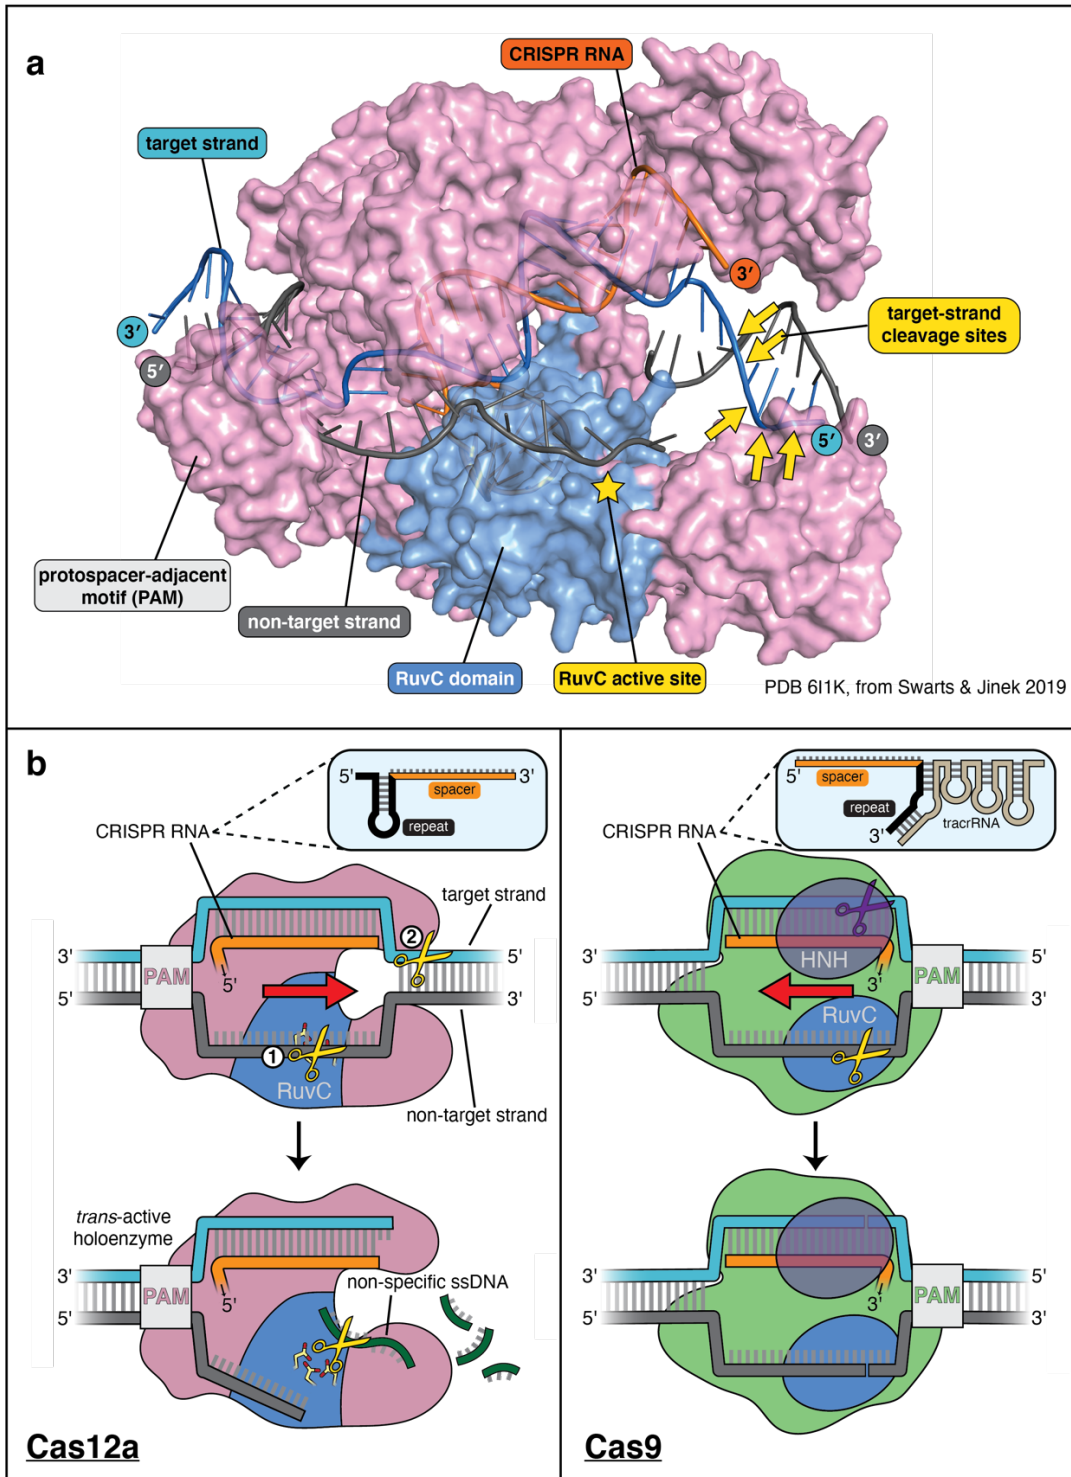 a
CRISPR RNA
target strand
3′
target-strand
cleavage sites
3′
5′
5′
3′
protospacer-adjacent
motif (PAM)
non-target strand
RuvC domain
RuvC active site
PDB 6I1K, from Swarts & Jinek 2019
b
5'
3'
spacer
repeat
CRISPR RNA
target strand
2
3'
5'
PAM
5'
5'
3'
1
RuvC
non-target strand
trans-active
holoenzyme
non-specific ssDNA
3'
PAM
5'
5'
Cas12a
5'
spacer
repeat
tracrRNA
3'
CRISPR RNA
HNH
3'
5'
3'
PAM
5'
3'
RuvC
3'
5'
3'
PAM
5'
3'
Cas9